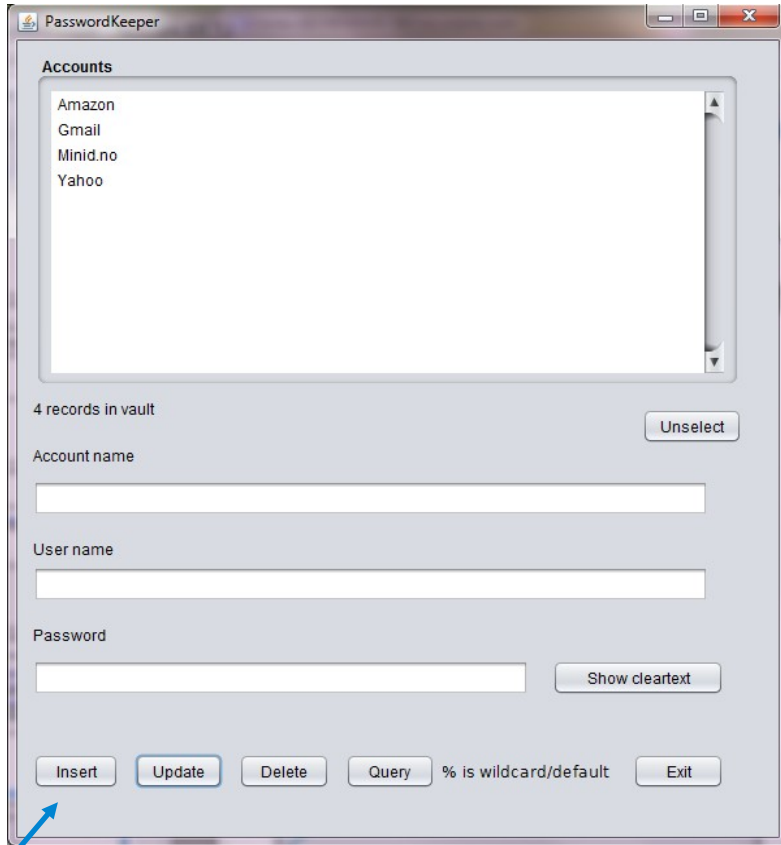 PasswordKeeper
Accounts
Amazon
Gmail
Minid.no
Yahoo
4 records in vault
Unselect
Account name
User name
Password
Show cleartext
Insert Update Delete Query % is wildcard/default Exit